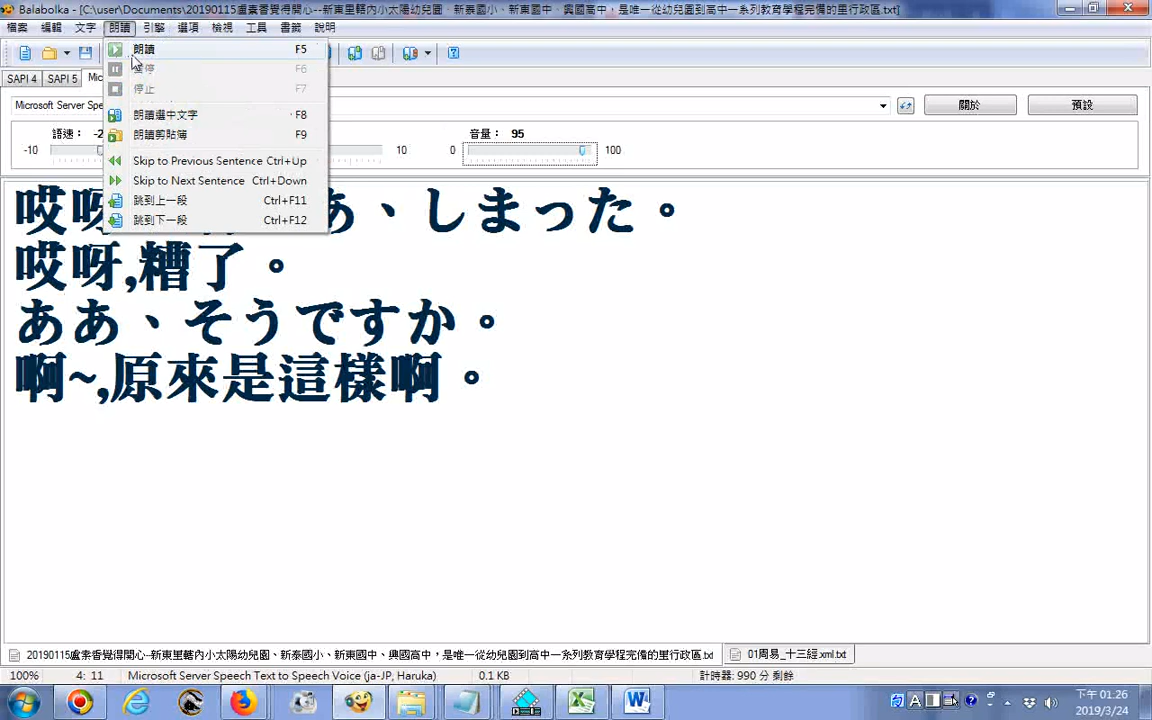 Balabolka - [C:\user\Documents\20190115盧素香覺得開心--新東里轄內小太陽幼兒園、新泰國小、新東國中、興國高中，是唯一從幼兒園到高中一系列教育學程完備的里行政區.txt]
檔案 編輯 文字 朗讀 引擎 選項 檢視 工具 書籤 說明
朗讀 F5
暫停 F6
停止 F7
朗讀選中文字 F8
朗讀剪貼簿 F9
Skip to Previous Sentence Ctrl+Up
Skip to Next Sentence Ctrl+Down
跳到上一段 Ctrl+F11
跳到下一段 Ctrl+F12
SAPI 4 SAPI 5 Mic
Microsoft Server Spe 關於 預設
語速： -2 音量： 95
-10 10 0 100
哎呀 あ、しまった。
哎呀,糟了。
ああ、そうですか。
啊~,原來是這樣啊。
20190115盧素香覺得開心--新東里轄內小太陽幼兒園、新泰國小、新東國中、興國高中，是唯一從幼兒園到高中一系列教育學程完備的里行政區.txt 01周易_十三經.xml.txt
100% 4: 11 Microsoft Server Speech Text to Speech Voice (ja-JP, Haruka) 0.1 KB 計時器: 990 分 剩餘
下午 01:26
2019/3/24